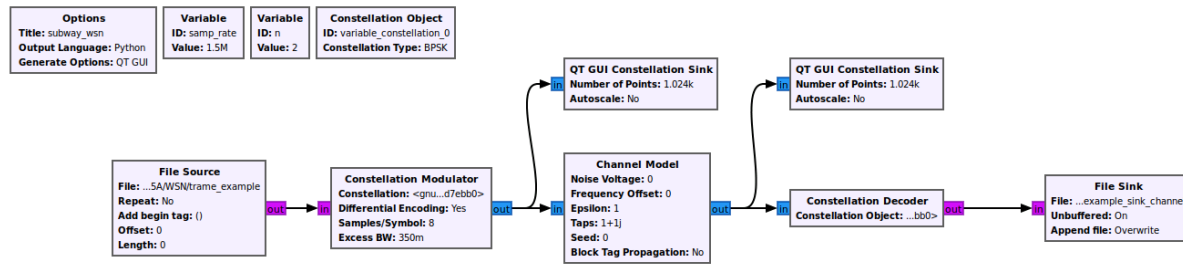 Options
Title: subway_wsn
Output Language: Python
Generate Options: QT GUI
Variable
ID: samp_rate
Value: 1.5M
Variable
ID: n
Value: 2
Constellation Object
ID: variable_constellation_0
Constellation Type: BPSK
QT GUI Constellation Sink
Number of Points: 1.024k
Autoscale: No
in
QT GUI Constellation Sink
Number of Points: 1.024k
Autoscale: No
in
File Source
File: ...5A/WSN/trame_example
Repeat: No
Add begin tag: ()
Offset: 0
Length: 0
out
in
Constellation Modulator
Constellation: <gnu...d7ebb0>
Differential Encoding: Yes
Samples/Symbol: 8
Excess BW: 350m
out
in
Channel Model
Noise Voltage: 0
Frequency Offset: 0
Epsilon: 1
Taps: 1+1j
Seed: 0
Block Tag Propagation: No
out
in
Constellation Decoder
Constellation Object: ...bb0>
out
in
File Sink
File: ...example_sink_channel
Unbuffered: On
Append file: Overwrite